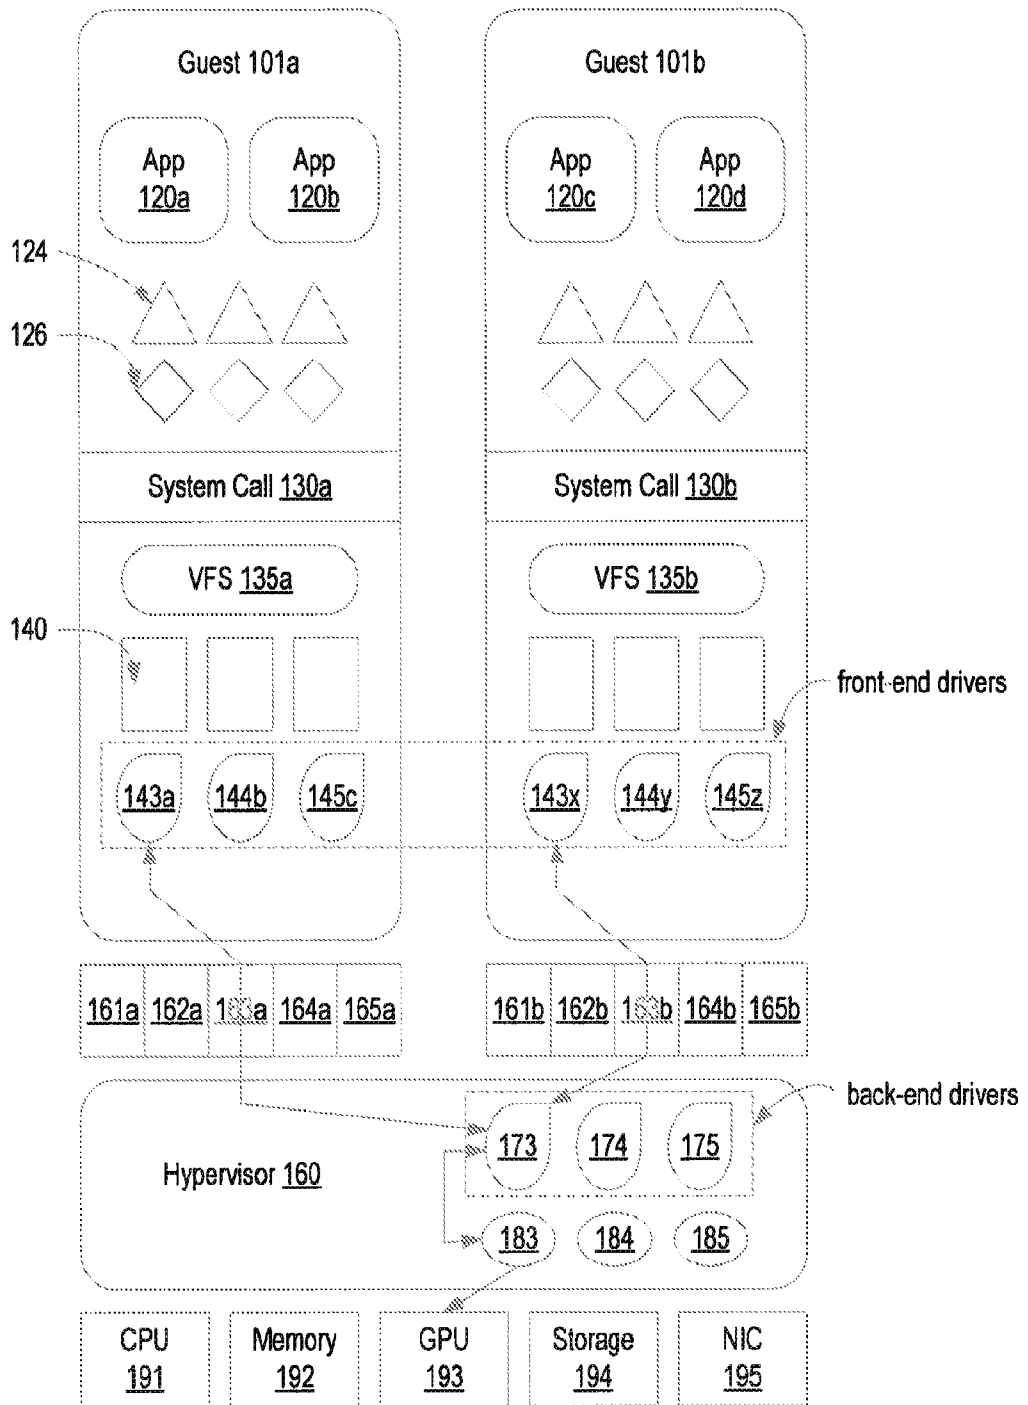 Guest 101a
Guest 101b
App
120a
App
120b
App
120c
App
120d
124
126
System Call 130a
System Call 130b
VFS 135a
VFS 135b
140
front-end drivers
143a
144b
145c
143x
144y
145z
161a
162a
163a
164a
165a
161b
162b
163b
164b
165b
back-end drivers
173
174
175
Hypervisor 160
183
184
185
CPU
191
Memory
192
GPU
193
Storage
194
NIC
195